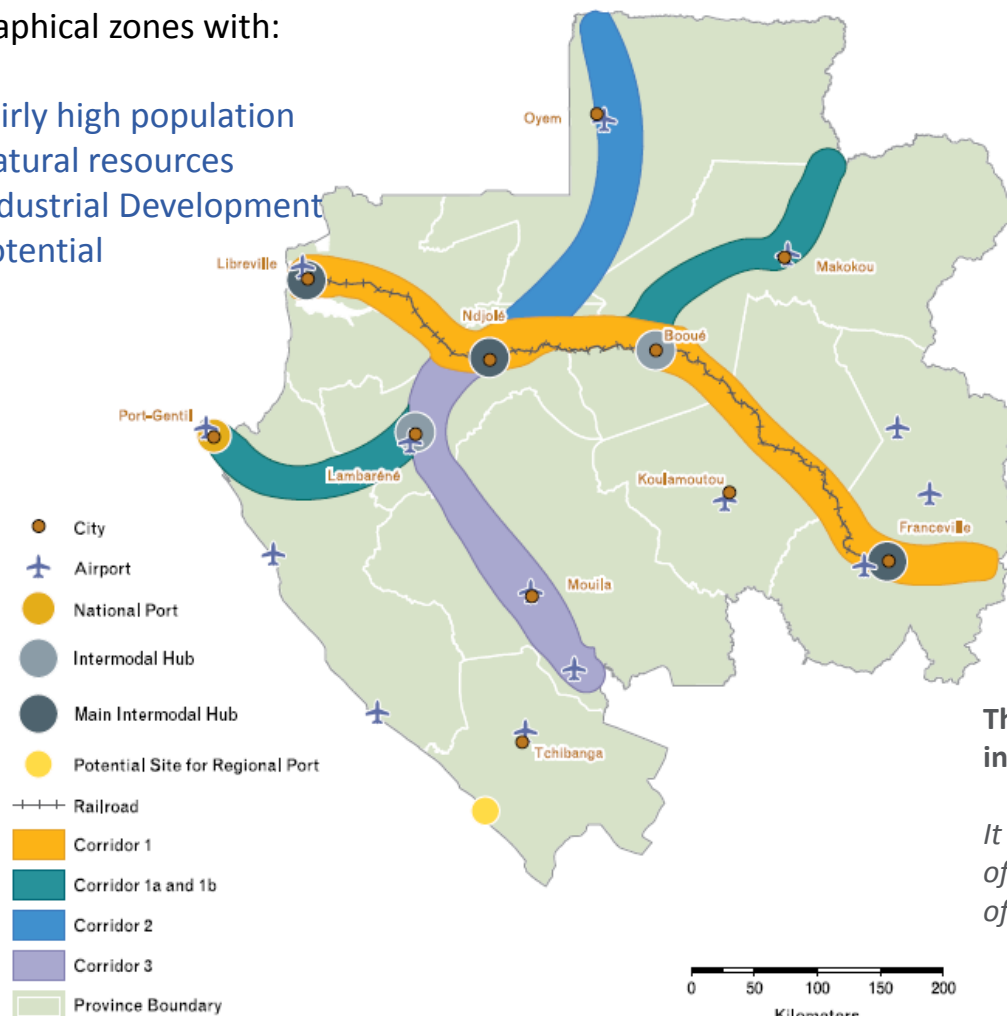 aphical zones with:
irly high population
atural resources
dustrial Development
otential
Oyem
Libreville
Makokou
Ndjolé
Booué
Port-Gentil
Lambaréné
Koulamoutou
Franceville
Mouila
Tchibanga
City
Airport
National Port
Intermodal Hub
Main Intermodal Hub
Potential Site for Regional Port
Railroad
Corridor 1
Corridor 1a and 1b
Corridor 2
Corridor 3
Province Boundary
Th
in
It
of
of
0 50 100 150 200
Kilometers